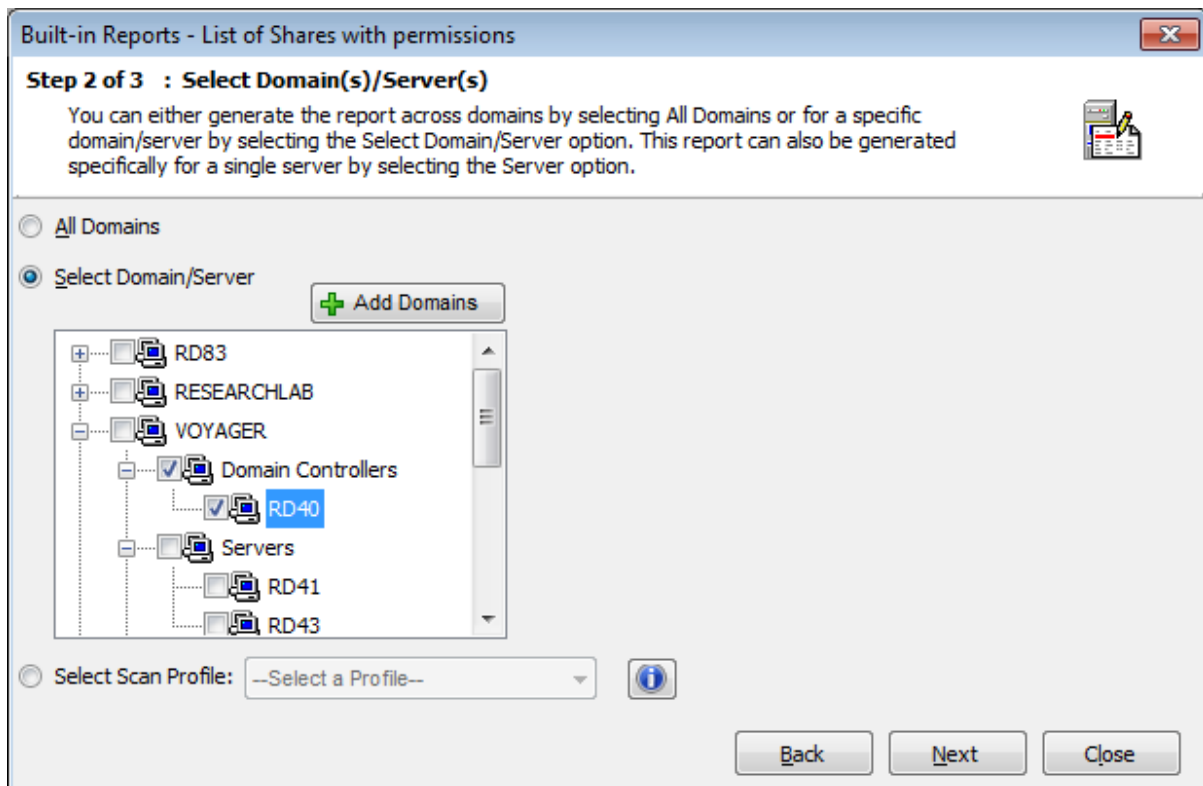 Built-in Reports - List of Shares with permissions
Step 2 of 3 : Select Domain(s)/Server(s)
You can either generate the report across domains by selecting All Domains or for a specific
domain/server by selecting the Select Domain/Server option. This report can also be generated
specifically for a single server by selecting the Server option.
All Domains
Select Domain/Server
Add Domains
RD83
RESEARCHLAB
VOYAGER
Domain Controllers
RD40
Servers
RD41
RD43
Select Scan Profile: --Select a Profile--
Back Next Close